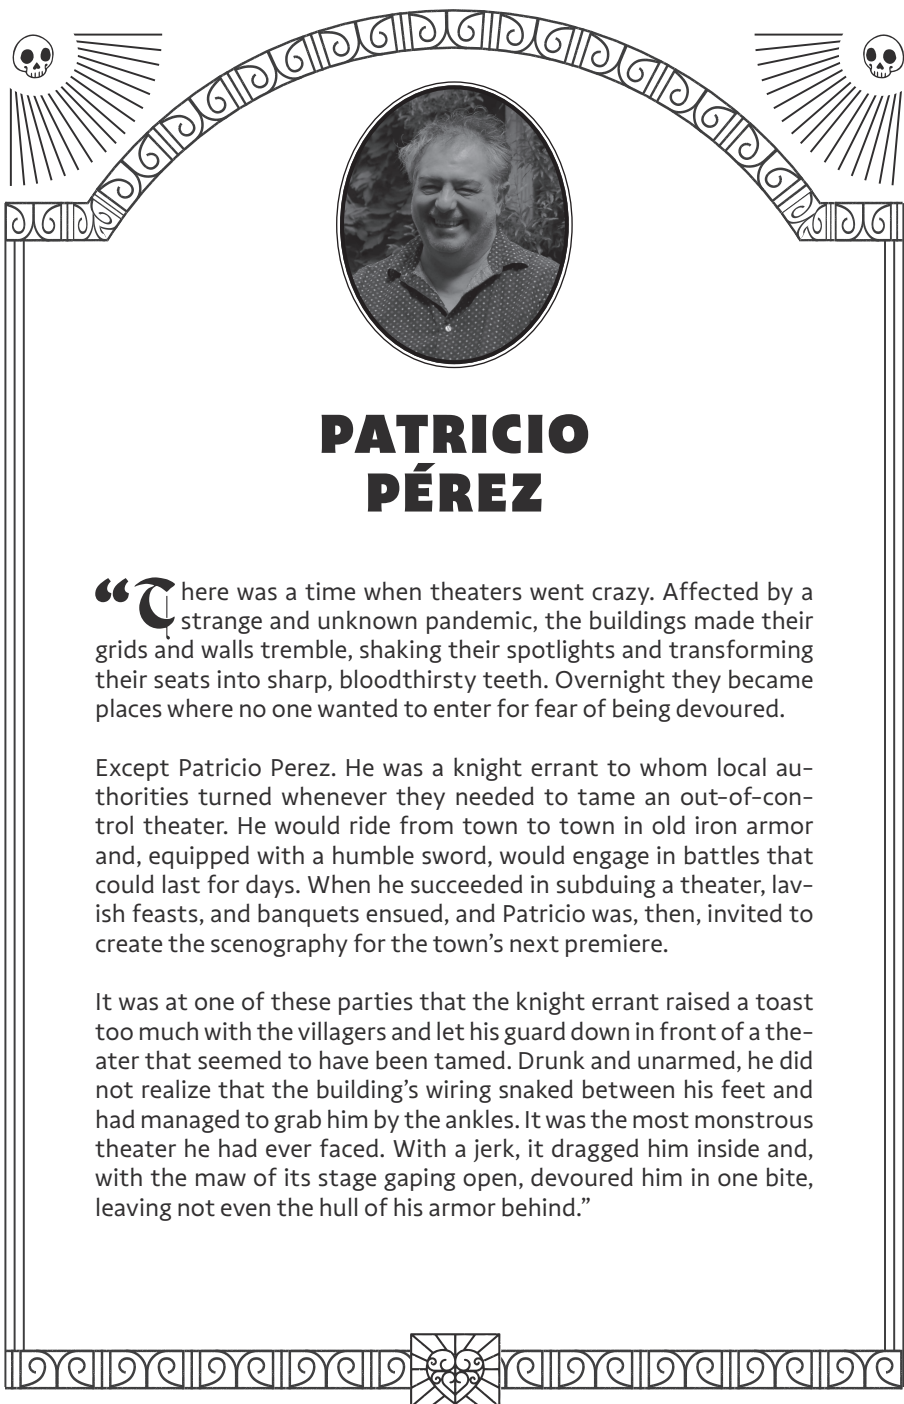 PATRICIO
PÉREZ
“There was a time when theaters went crazy. Affected by a
strange and unknown pandemic, the buildings made their
grids and walls tremble, shaking their spotlights and transforming
their seats into sharp, bloodthirsty teeth. Overnight they became
places where no one wanted to enter for fear of being devoured.
Except Patricio Perez. He was a knight errant to whom local au-
thorities turned whenever they needed to tame an out-of-con-
trol theater. He would ride from town to town in old iron armor
and, equipped with a humble sword, would engage in battles that
could last for days. When he succeeded in subduing a theater, lav-
ish feasts, and banquets ensued, and Patricio was, then, invited to
create the scenography for the town’s next premiere.
It was at one of these parties that the knight errant raised a toast
too much with the villagers and let his guard down in front of a the-
ater that seemed to have been tamed. Drunk and unarmed, he did
not realize that the building’s wiring snaked between his feet and
had managed to grab him by the ankles. It was the most monstrous
theater he had ever faced. With a jerk, it dragged him inside and,
with the maw of its stage gaping open, devoured him in one bite,
leaving not even the hull of his armor behind.”